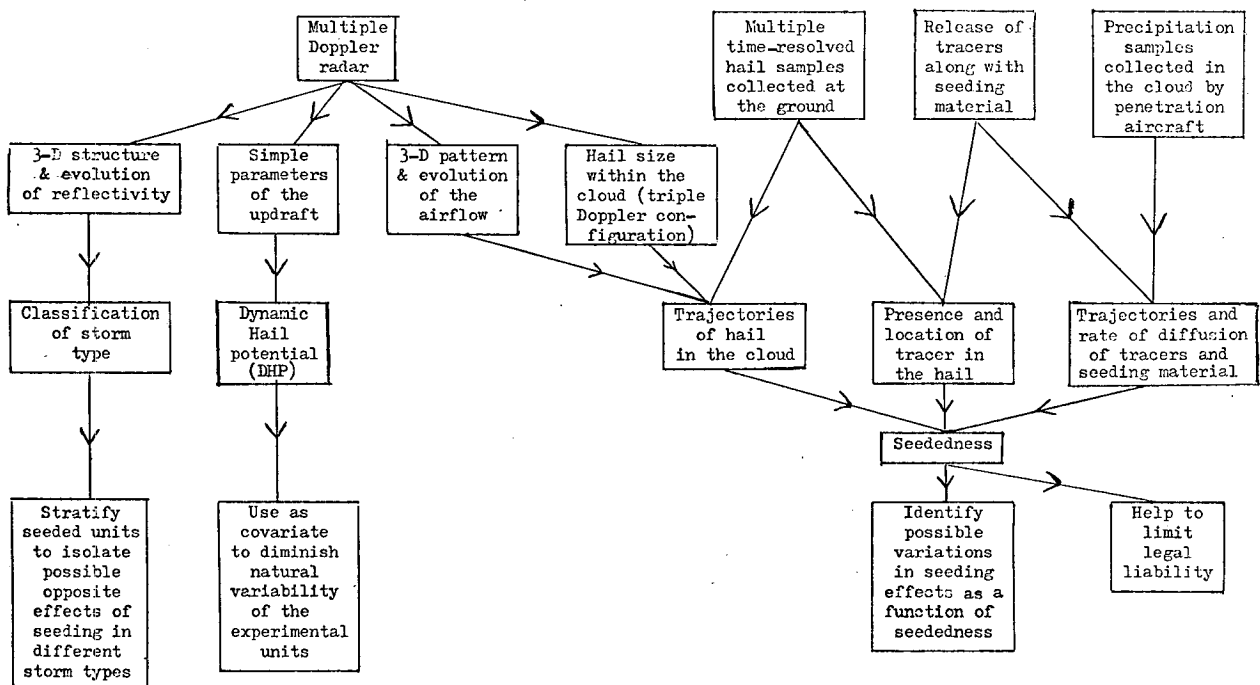 Multiple
Doppler
radar
Multiple
time-resolved
hail samples
collected at
the ground
Release of
tracers
along with
seeding
material
Precipitation
samples
collected in
the cloud by
penetration
aircraft
3-D structure
& evolution
of reflectivity
Simple
parameters
of the
updraft
3-D pattern
& evolution
of the
airflow
Hail size
within the
cloud (triple
Doppler con-
figuration)
Classification
of storm
type
Dynamic
Hail
potential
(DHP)
Trajectories
of hail
in the cloud
Presence and
location of
tracer in
the hail
Trajectories and
rate of diffusion
of tracers and
seeding material
Seededness
Stratify
seeded units
to isolate
possible
opposite
effects of
seeding in
different
storm types
Use as
covariate
to diminish
natural
variability
of the
experimental
units
Identify
possible
variations
in seeding
effects as a
function of
seededness
Help to
limit
legal
liability